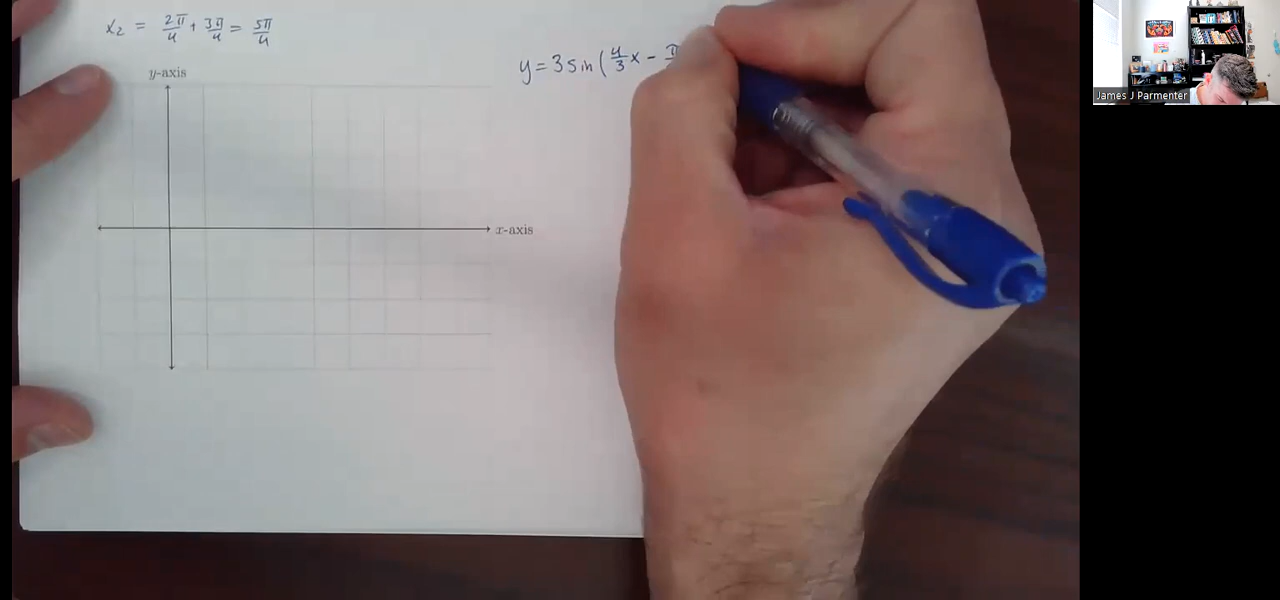 x₂ = 2π/4 + 3π/4 = 5π/4
y = 3 sin ( 4/3 x - π
y-axis
x-axis
James J Parmenter